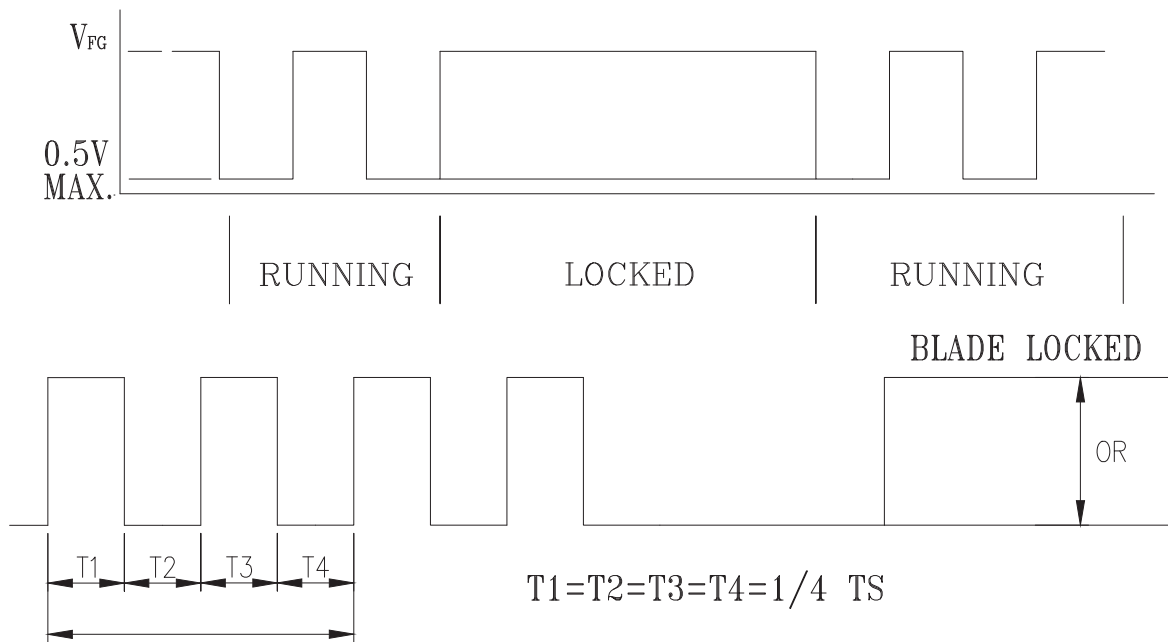 VFG
0.5V
MAX.
RUNNING LOCKED RUNNING
BLADE LOCKED
OR
T1 T2 T3 T4
T1=T2=T3=T4=1/4 TS